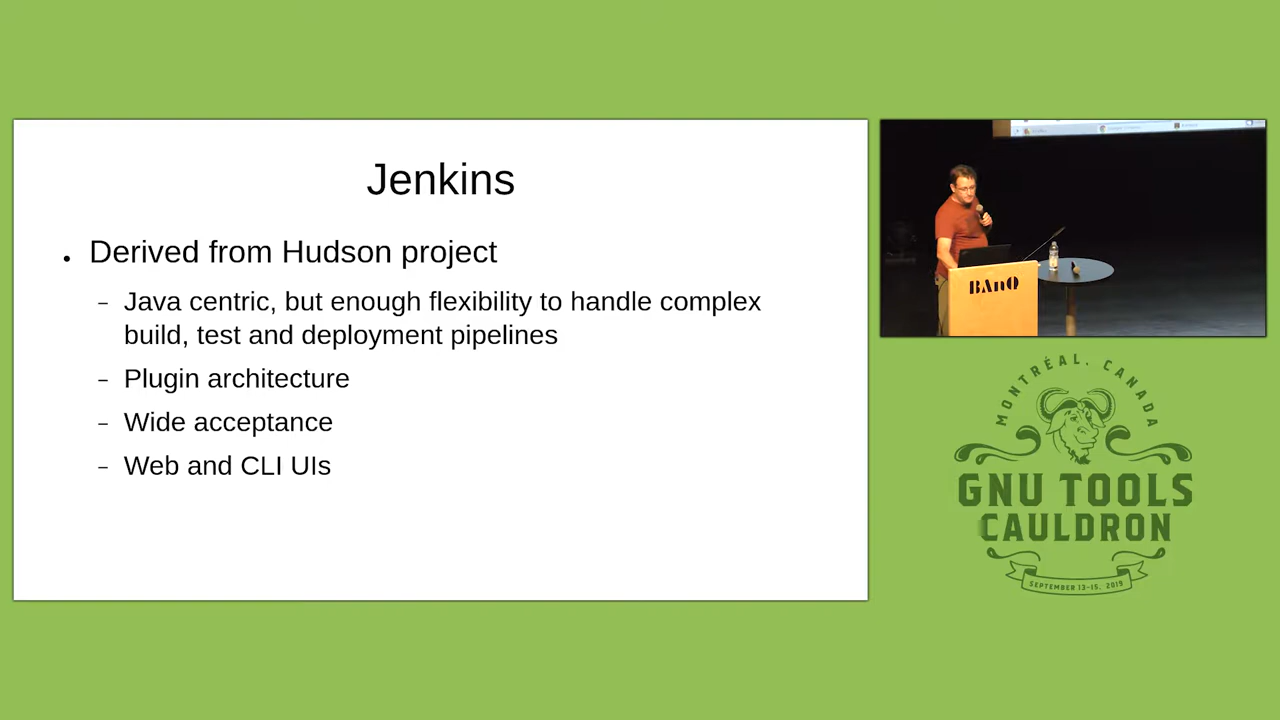 Jenkins
• Derived from Hudson project
– Java centric, but enough flexibility to handle complex
build, test and deployment pipelines
– Plugin architecture
– Wide acceptance
– Web and CLI UIs
BAnQ
MONTRÉAL, CANADA
GNU TOOLS
CAULDRON
SEPTEMBER 13-15, 2019